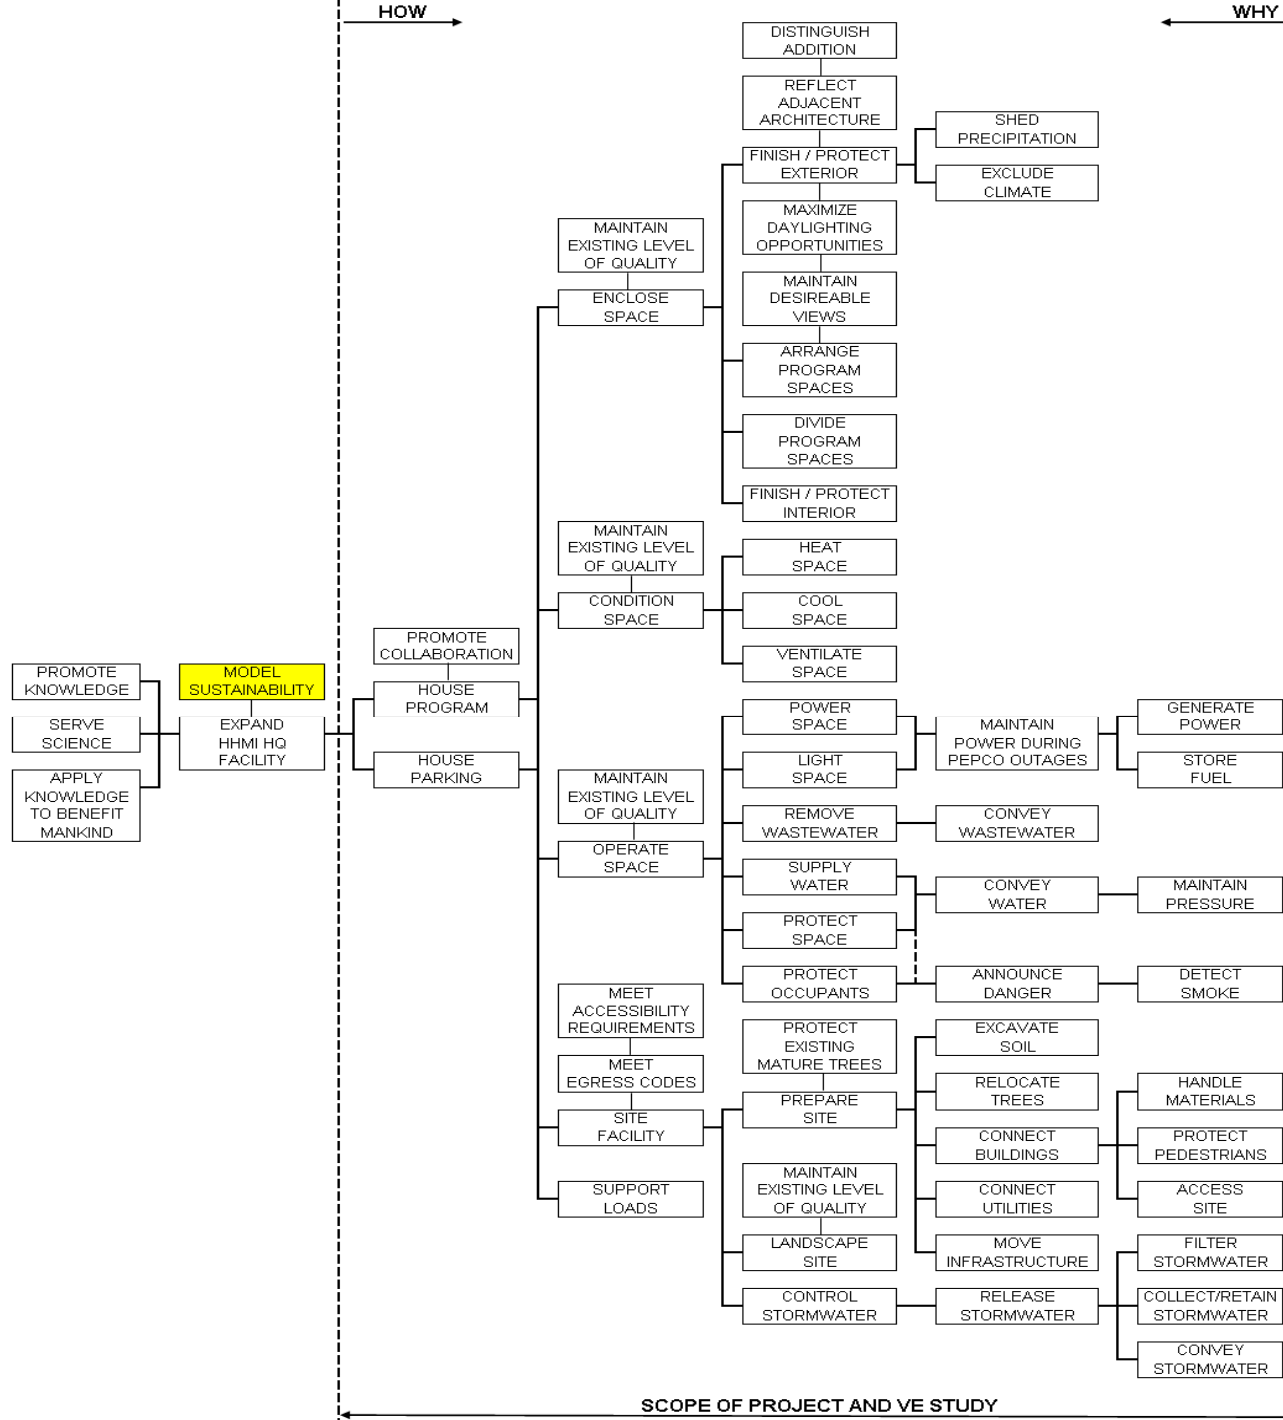 HOW
WHY
DISTINGUISH
ADDITION
REFLECT
ADJACENT
ARCHITECTURE
FINISH / PROTECT
EXTERIOR
SHED
PRECIPITATION
EXCLUDE
CLIMATE
MAXIMIZE
DAYLIGHTING
OPPORTUNITIES
MAINTAIN
EXISTING LEVEL
OF QUALITY
ENCLOSE
SPACE
MAINTAIN
DESIREABLE
VIEWS
ARRANGE
PROGRAM
SPACES
DIVIDE
PROGRAM
SPACES
FINISH / PROTECT
INTERIOR
MAINTAIN
EXISTING LEVEL
OF QUALITY
CONDITION
SPACE
HEAT
SPACE
COOL
SPACE
VENTILATE
SPACE
PROMOTE
KNOWLEDGE
SERVE
SCIENCE
APPLY
KNOWLEDGE
TO BENEFIT
MANKIND
MODEL
SUSTAINABILITY
EXPAND
HHMI HQ
FACILITY
PROMOTE
COLLABORATION
HOUSE
PROGRAM
HOUSE
PARKING
MAINTAIN
EXISTING LEVEL
OF QUALITY
OPERATE
SPACE
POWER
SPACE
LIGHT
SPACE
MAINTAIN
POWER DURING
PEPCO OUTAGES
GENERATE
POWER
STORE
FUEL
REMOVE
WASTEWATER
CONVEY
WASTEWATER
SUPPLY
WATER
PROTECT
SPACE
CONVEY
WATER
MAINTAIN
PRESSURE
PROTECT
OCCUPANTS
ANNOUNCE
DANGER
DETECT
SMOKE
MEET
ACCESSIBILITY
REQUIREMENTS
MEET
EGRESS CODES
SITE
FACILITY
SUPPORT
LOADS
PROTECT
EXISTING
MATURE TREES
PREPARE
SITE
EXCAVATE
SOIL
RELOCATE
TREES
CONNECT
BUILDINGS
CONNECT
UTILITIES
MOVE
INFRASTRUCTURE
HANDLE
MATERIALS
PROTECT
PEDESTRIANS
ACCESS
SITE
MAINTAIN
EXISTING LEVEL
OF QUALITY
LANDSCAPE
SITE
CONTROL
STORMWATER
RELEASE
STORMWATER
FILTER
STORMWATER
COLLECT/RETAIN
STORMWATER
CONVEY
STORMWATER
SCOPE OF PROJECT AND VE STUDY